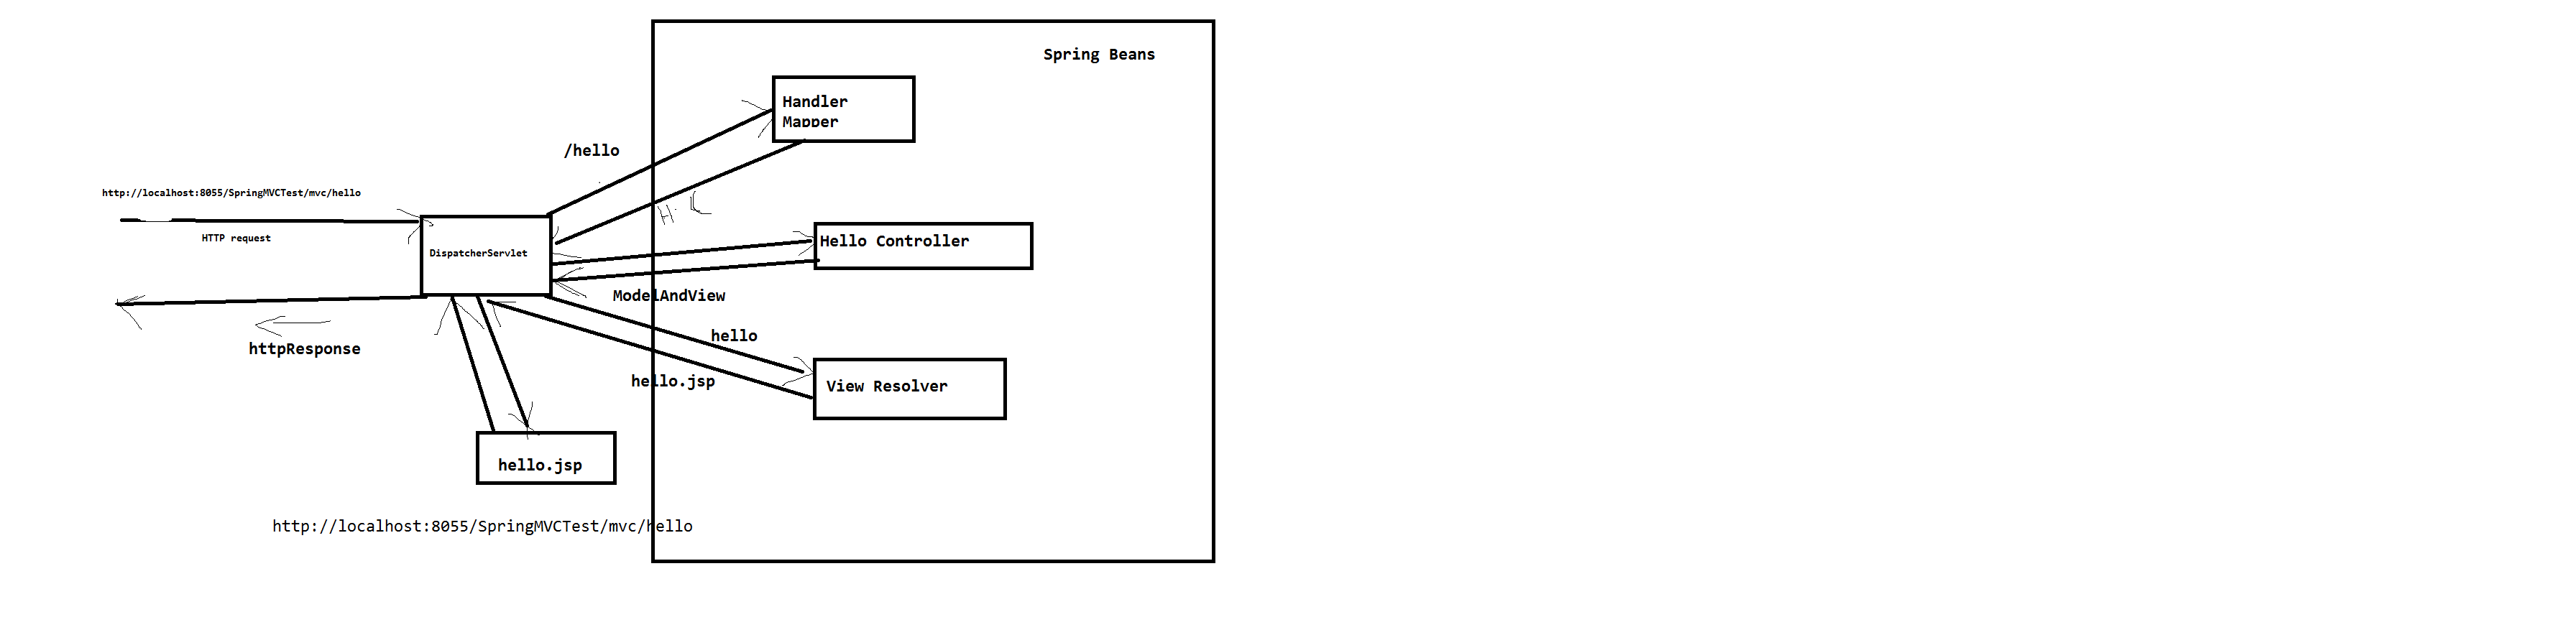 Spring Beans
Handler
Mapper
/hello
http://localhost:8055/SpringMVCTest/mvc/hello
HTTP request
DispatcherServlet
Hello Controller
ModelAndView
hello
httpResponse
hello.jsp
View Resolver
hello.jsp
http://localhost:8055/SpringMVCTest/mvc/hello